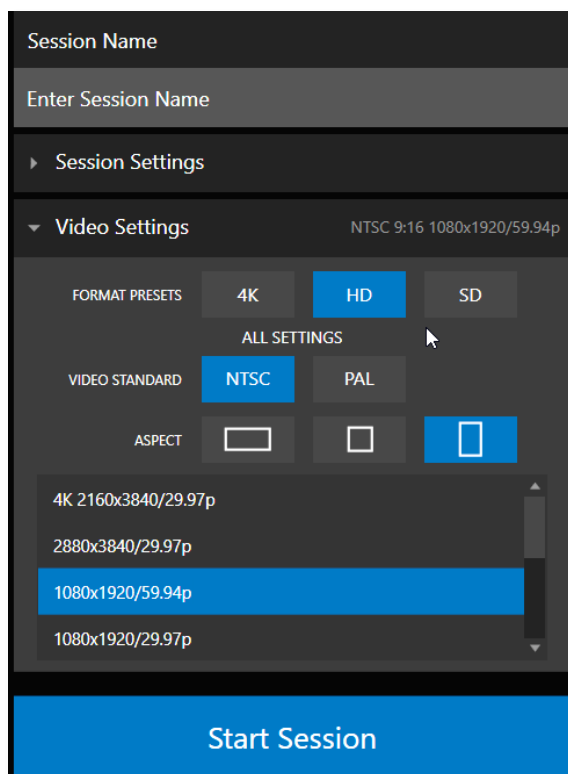 Session Name
Enter Session Name
Session Settings
Video Settings NTSC 9:16 1080x1920/59.94p
FORMAT PRESETS 4K HD SD
ALL SETTINGS
VIDEO STANDARD NTSC PAL
ASPECT
4K 2160x3840/29.97p
2880x3840/29.97p
1080x1920/59.94p
1080x1920/29.97p
Start Session